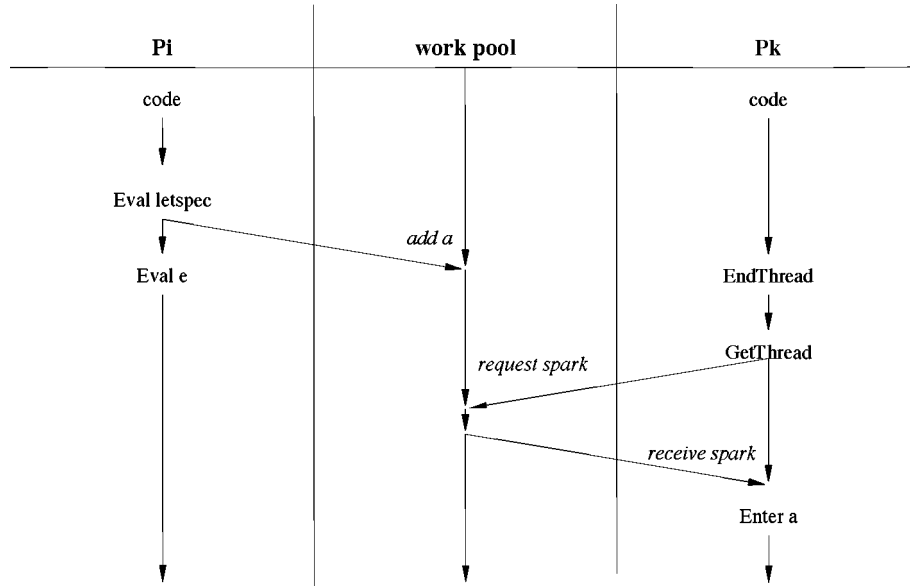 Pi
work pool
Pk
code
code
Eval letspec
add a
Eval e
EndThread
GetThread
request spark
receive spark
Enter a